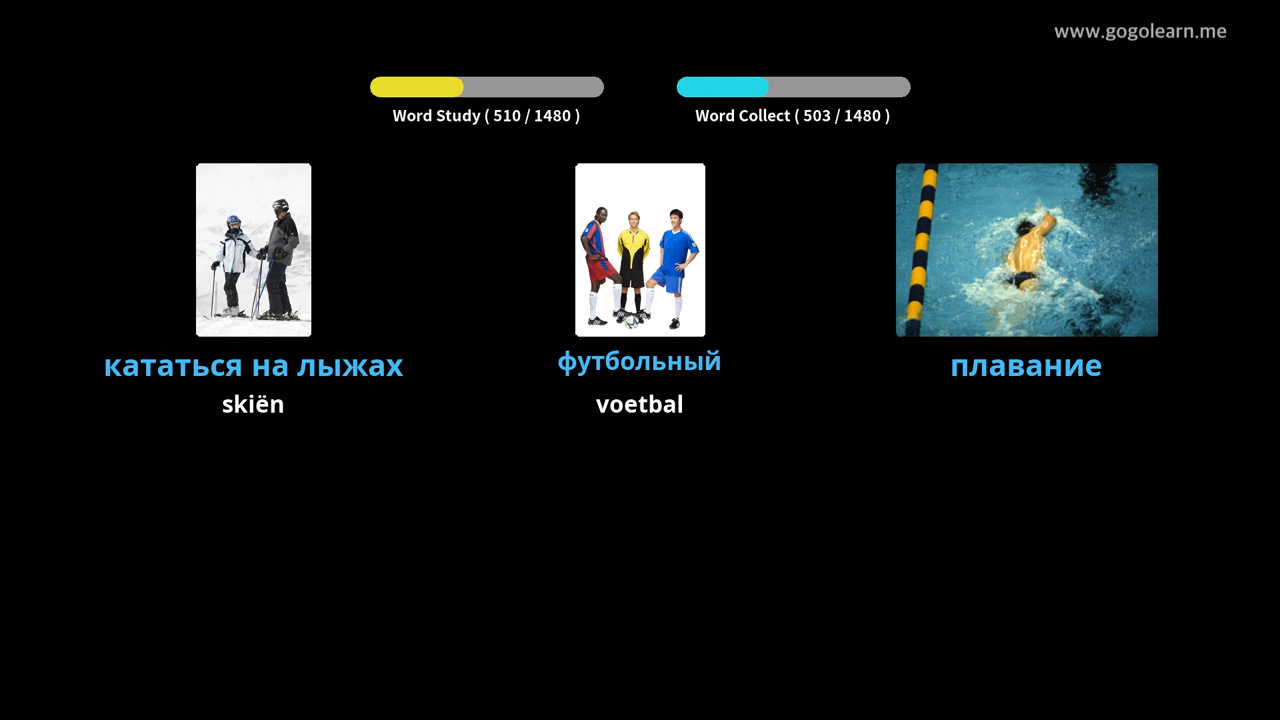 www.gogolearn.me
Word Study ( 510 / 1480 )
Word Collect ( 503 / 1480 )
кататься на лыжах
футбольный
плавание
skiën
voetbal